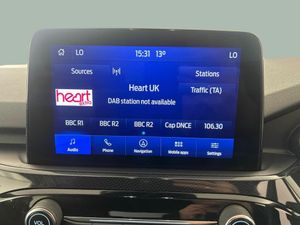 LO 15:31 13° LO
Sources Stations
Heart UK
Traffic (TA)
heart
DAB station not available
BBC R1 BBC R2 BBC R2 Cap DNCE 106.30
Audio Phone Navigation Mobile apps Settings
VOL